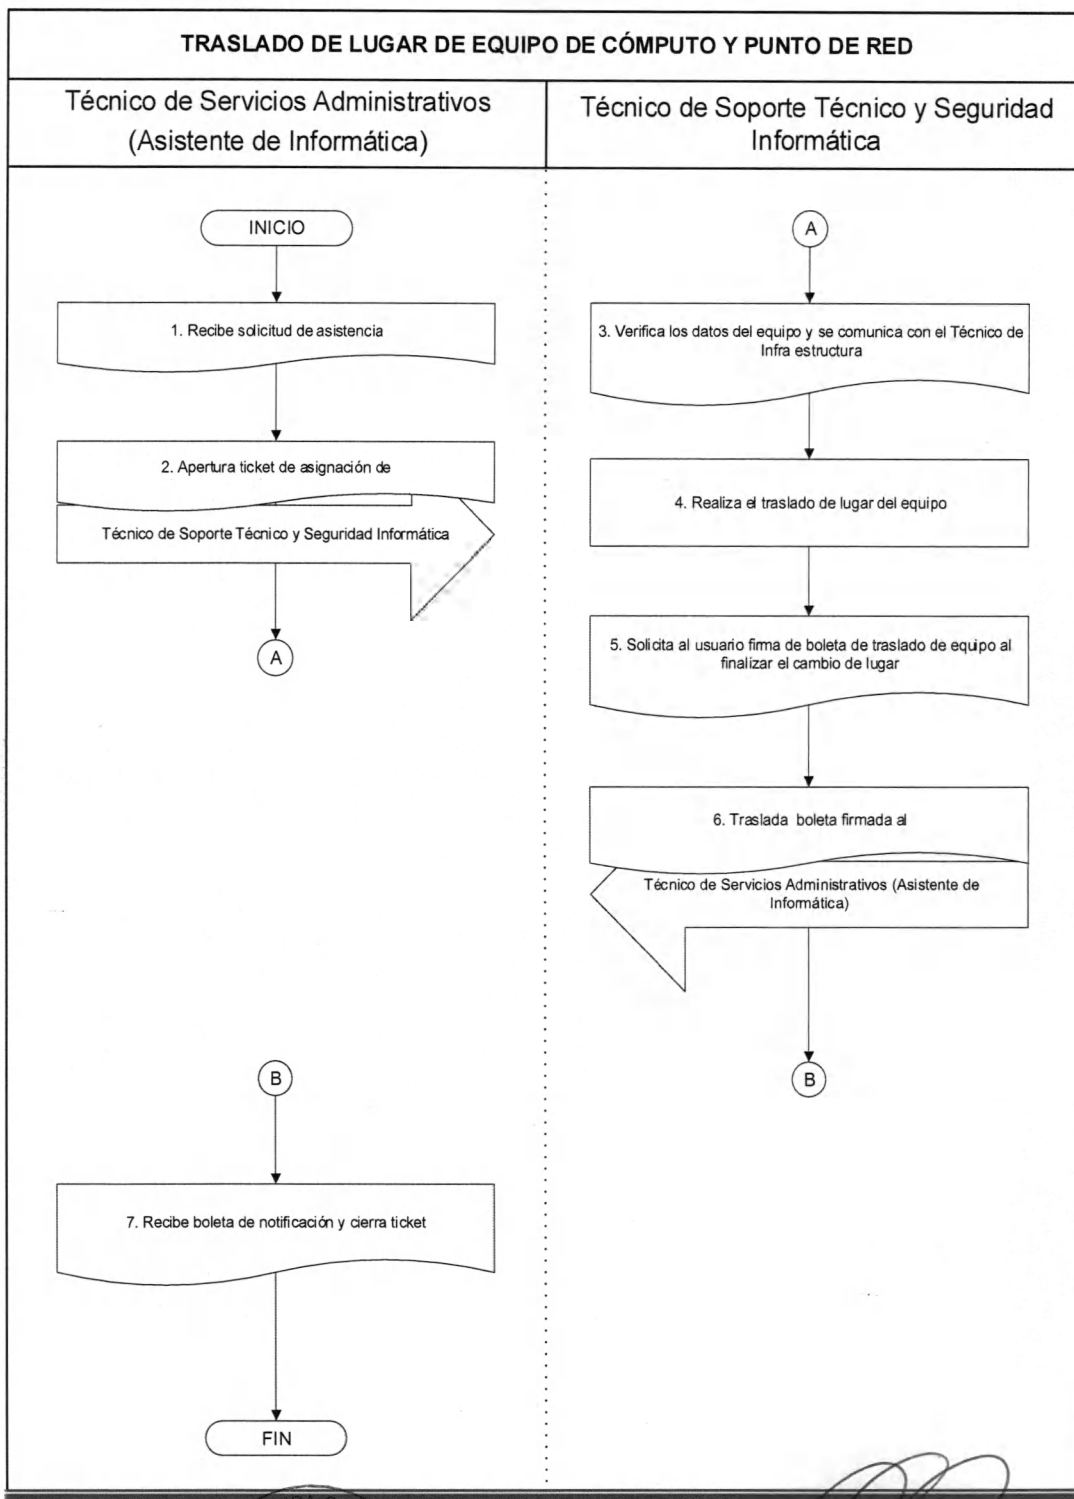 TRASLADO DE LUGAR DE EQUIPO DE CÓMPUTO Y PUNTO DE RED
Técnico de Servicios Administrativos
(Asistente de Informática)
Técnico de Soporte Técnico y Seguridad
Informática
INICIO
1. Recibe solicitud de asistencia
2. Apertura ticket de asignación de
Técnico de Soporte Técnico y Seguridad Informática
A
A
3. Verifica los datos del equipo y se comunica con el Técnico de
Infra estructura
4. Realiza el traslado de lugar del equipo
5. Solicita al usuario firma de boleta de traslado de equipo al
finalizar el cambio de lugar
6. Traslada boleta firmada al
Técnico de Servicios Administrativos (Asistente de
Informática)
B
B
7. Recibe boleta de notificación y cierra ticket
FIN